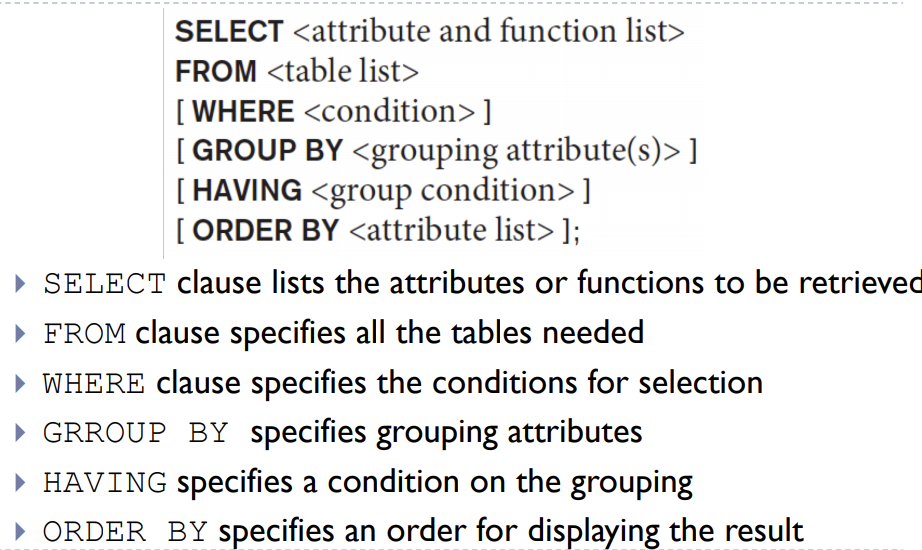 SELECT <attribute and function list>
FROM <table list>
[ WHERE <condition> ]
[ GROUP BY <grouping attribute(s)> ]
[ HAVING <group condition> ]
[ ORDER BY <attribute list> ];
SELECT clause lists the attributes or functions to be retrieved
FROM clause specifies all the tables needed
WHERE clause specifies the conditions for selection
GRROUP BY specifies grouping attributes
HAVING specifies a condition on the grouping
ORDER BY specifies an order for displaying the result